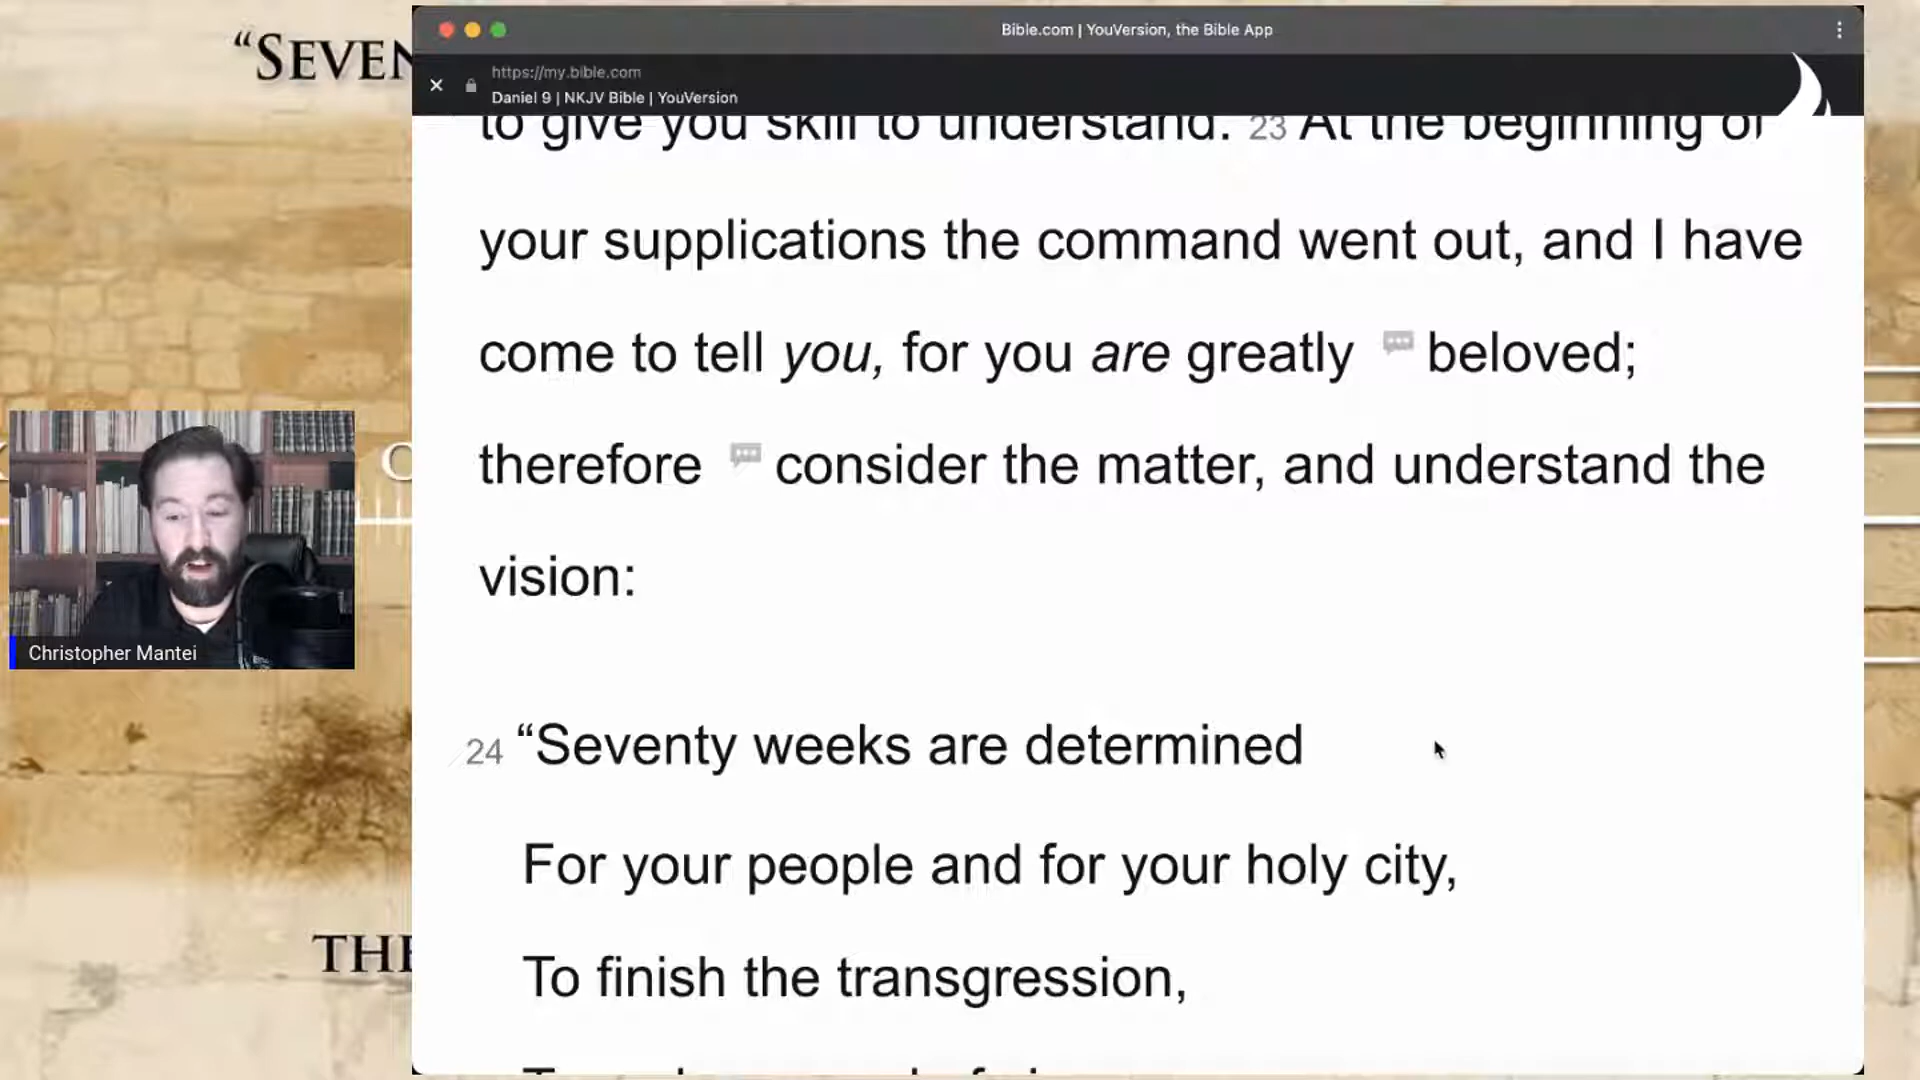 “SEVEN
Bible.com | YouVersion, the Bible App
https://my.bible.com
Daniel 9 | NKJV Bible | YouVersion
to give you skill to understand. 23 At the beginning of
your supplications the command went out, and I have
come to tell you, for you are greatly beloved;
therefore consider the matter, and understand the
vision:
Christopher Mantei
24 “Seventy weeks are determined
For your people and for your holy city,
THE
To finish the transgression,